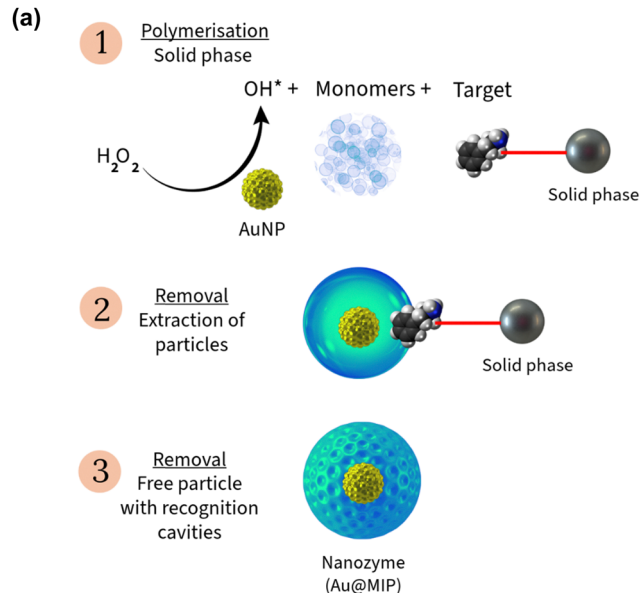 (a)
1
Polymerisation
Solid phase
OH* + Monomers + Target
H2O2
AuNP
Solid phase
2
Removal
Extraction of
particles
Solid phase
3
Removal
Free particle
with recognition
cavities
Nanozyme
(Au@MIP)